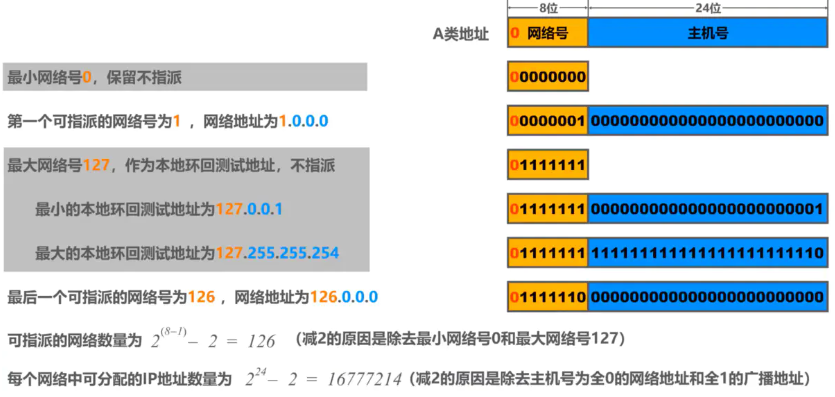 8位 24位
A类地址 0 网络号 主机号
最小网络号0，保留不指派 00000000
第一个可指派的网络号为1 ，网络地址为1.0.0.0 00000001 000000000000000000000000
最大网络号127，作为本地环回测试地址，不指派 01111111
最小的本地环回测试地址为127.0.0.1 01111111 000000000000000000000001
最大的本地环回测试地址为127.255.255.254 01111111 111111111111111111111110
最后一个可指派的网络号为126 ，网络地址为126.0.0.0 01111110 000000000000000000000000
可指派的网络数量为 2^(8−1) − 2 = 126 （减2的原因是除去最小网络号0和最大网络号127）
每个网络中可分配的IP地址数量为 2^24 − 2 = 16777214（减2的原因是除去主机号为全0的网络地址和全1的广播地址）